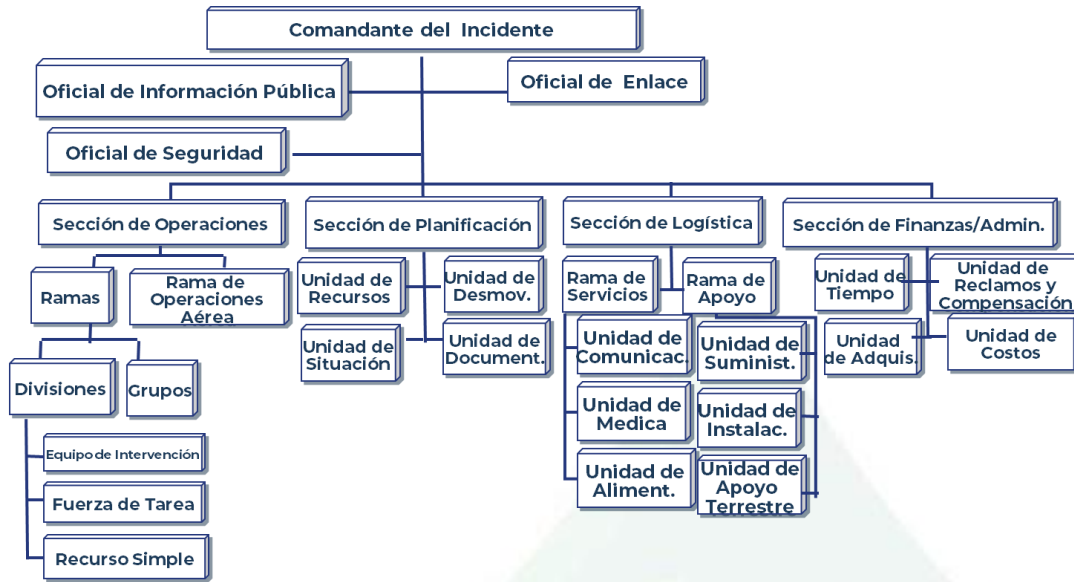 Comandante del Incidente
Oficial de Información Pública
Oficial de Enlace
Oficial de Seguridad
Sección de Operaciones
Sección de Planificación
Sección de Logística
Sección de Finanzas/Admin.
Ramas
Rama de
Operaciones
Aérea
Unidad de
Recursos
Unidad de
Desmov.
Rama de
Servicios
Rama de
Apoyo
Unidad de
Tiempo
Unidad de
Reclamos y
Compensación
Unidad de
Situación
Unidad de
Document.
Unidad de
Comunicac.
Unidad de
Suminist.
Unidad
de Adquis.
Unidad de
Costos
Divisiones
Grupos
Unidad de
Medica
Unidad de
Instalac.
Equipo de Intervención
Fuerza de Tarea
Recurso Simple
Unidad de
Aliment.
Unidad de
Apoyo
Terrestre